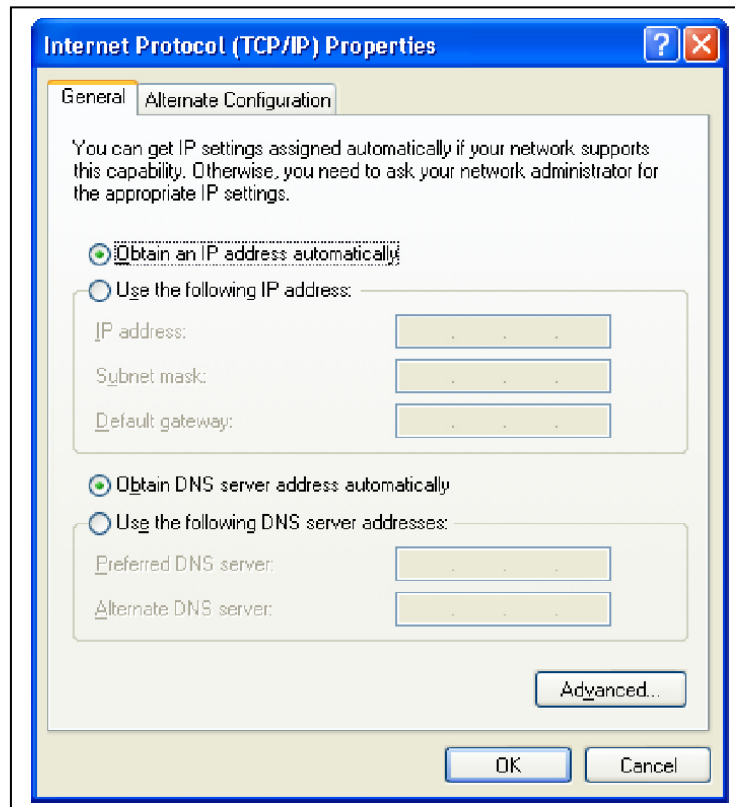 Internet Protocol (TCP/IP) Properties
General
Alternate Configuration
You can get IP settings assigned automatically if your network supports
this capability. Otherwise, you need to ask your network administrator for
the appropriate IP settings.
Obtain an IP address automatically
Use the following IP address:
IP address:
Subnet mask:
Default gateway:
Obtain DNS server address automatically
Use the following DNS server addresses:
Preferred DNS server:
Alternate DNS server:
Advanced...
OK
Cancel